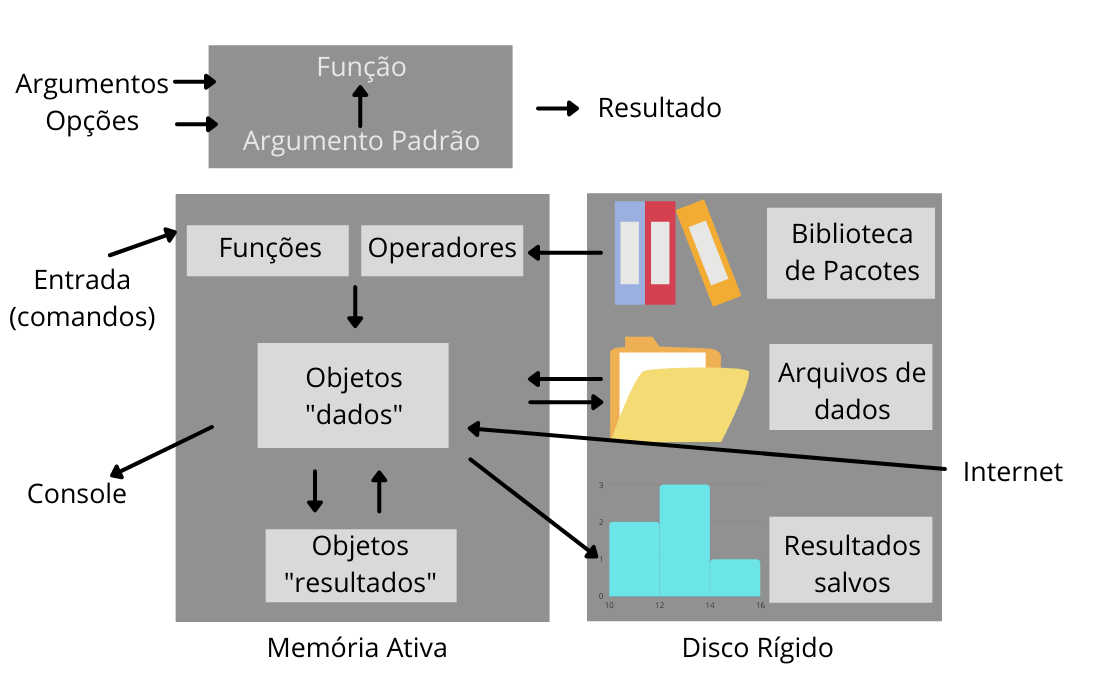 Função
Argumentos
Opções
Argumento Padrão
Resultado
Funções
Operadores
Entrada
(comandos)
Objetos
"dados"
Console
Objetos
"resultados"
Memória Ativa
Biblioteca
de Pacotes
Arquivos de
dados
Internet
3
2
1
0
10 12 14 16
Resultados
salvos
Disco Rígido